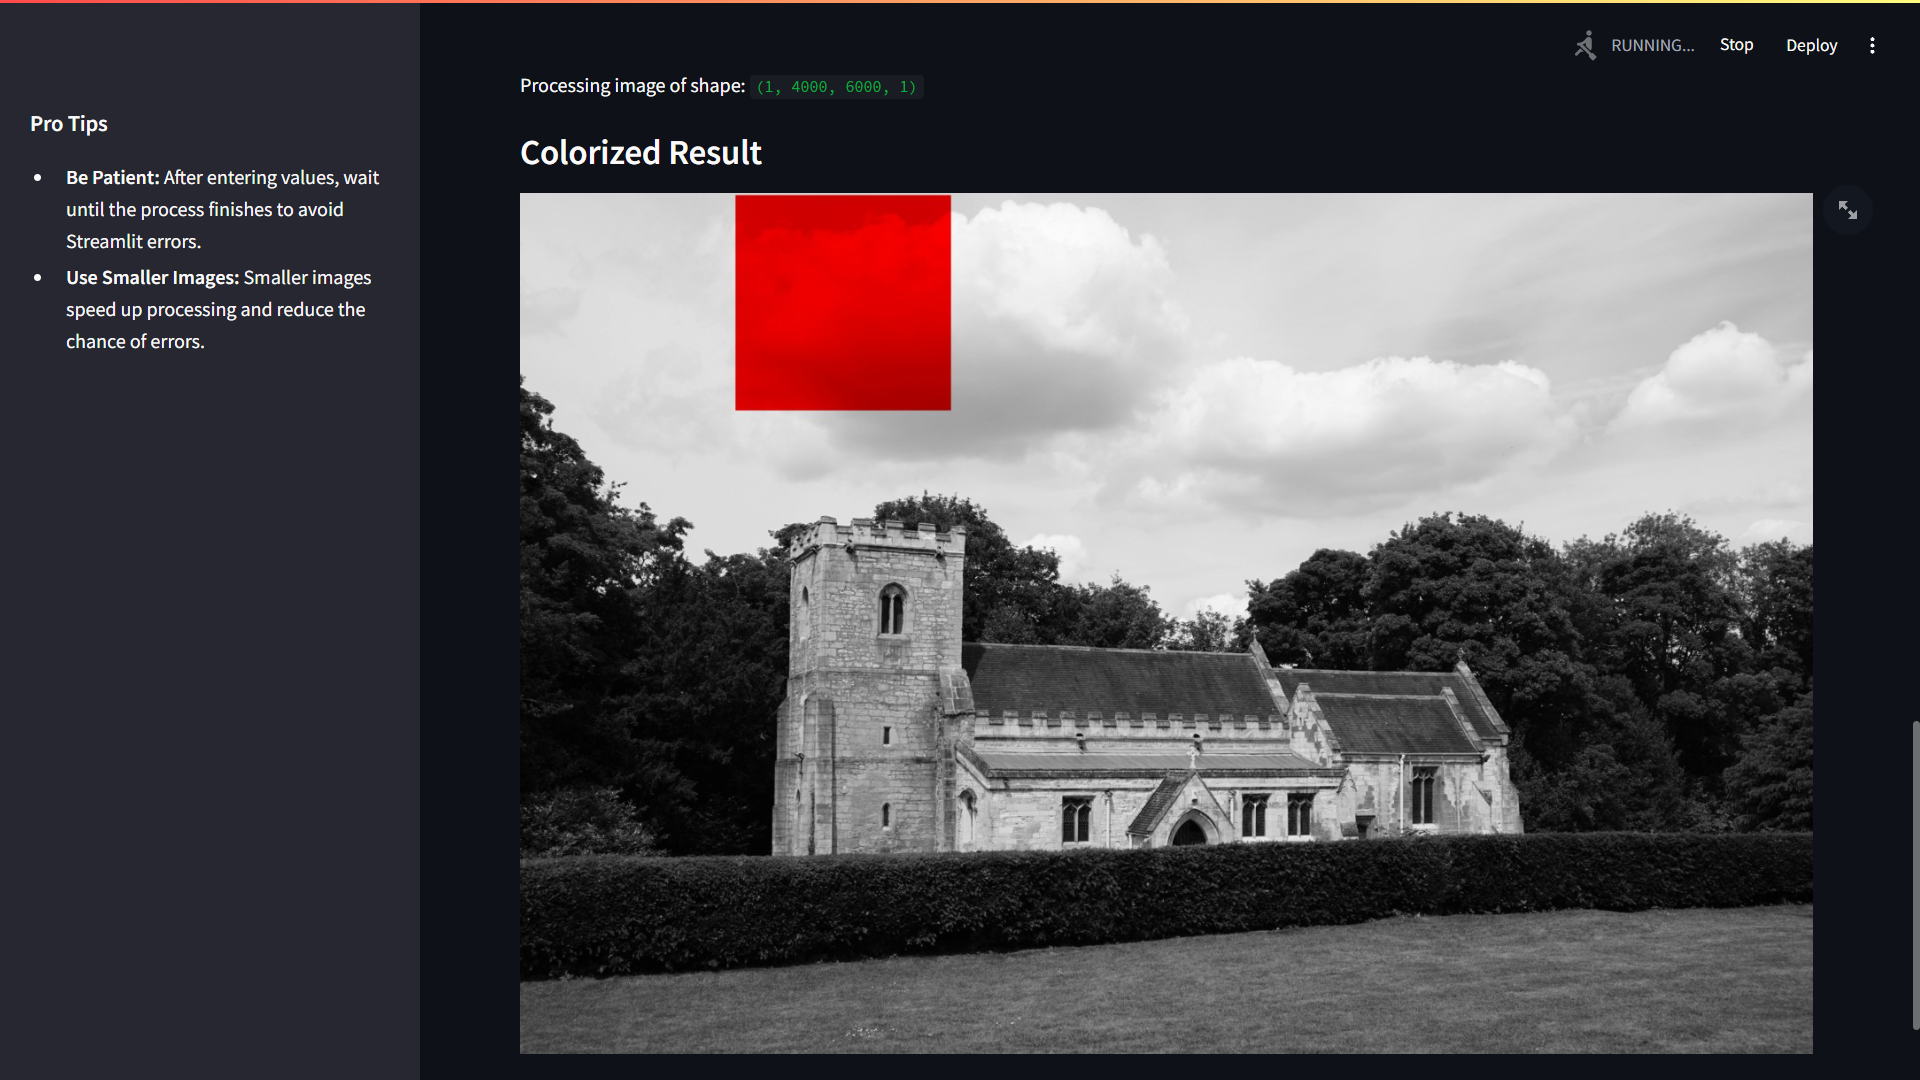 RUNNING...
Stop
Deploy
Processing image of shape: (1, 4000, 6000, 1)
Colorized Result
Pro Tips
Be Patient: After entering values, wait
until the process finishes to avoid
Streamlit errors.
Use Smaller Images: Smaller images
speed up processing and reduce the
chance of errors.